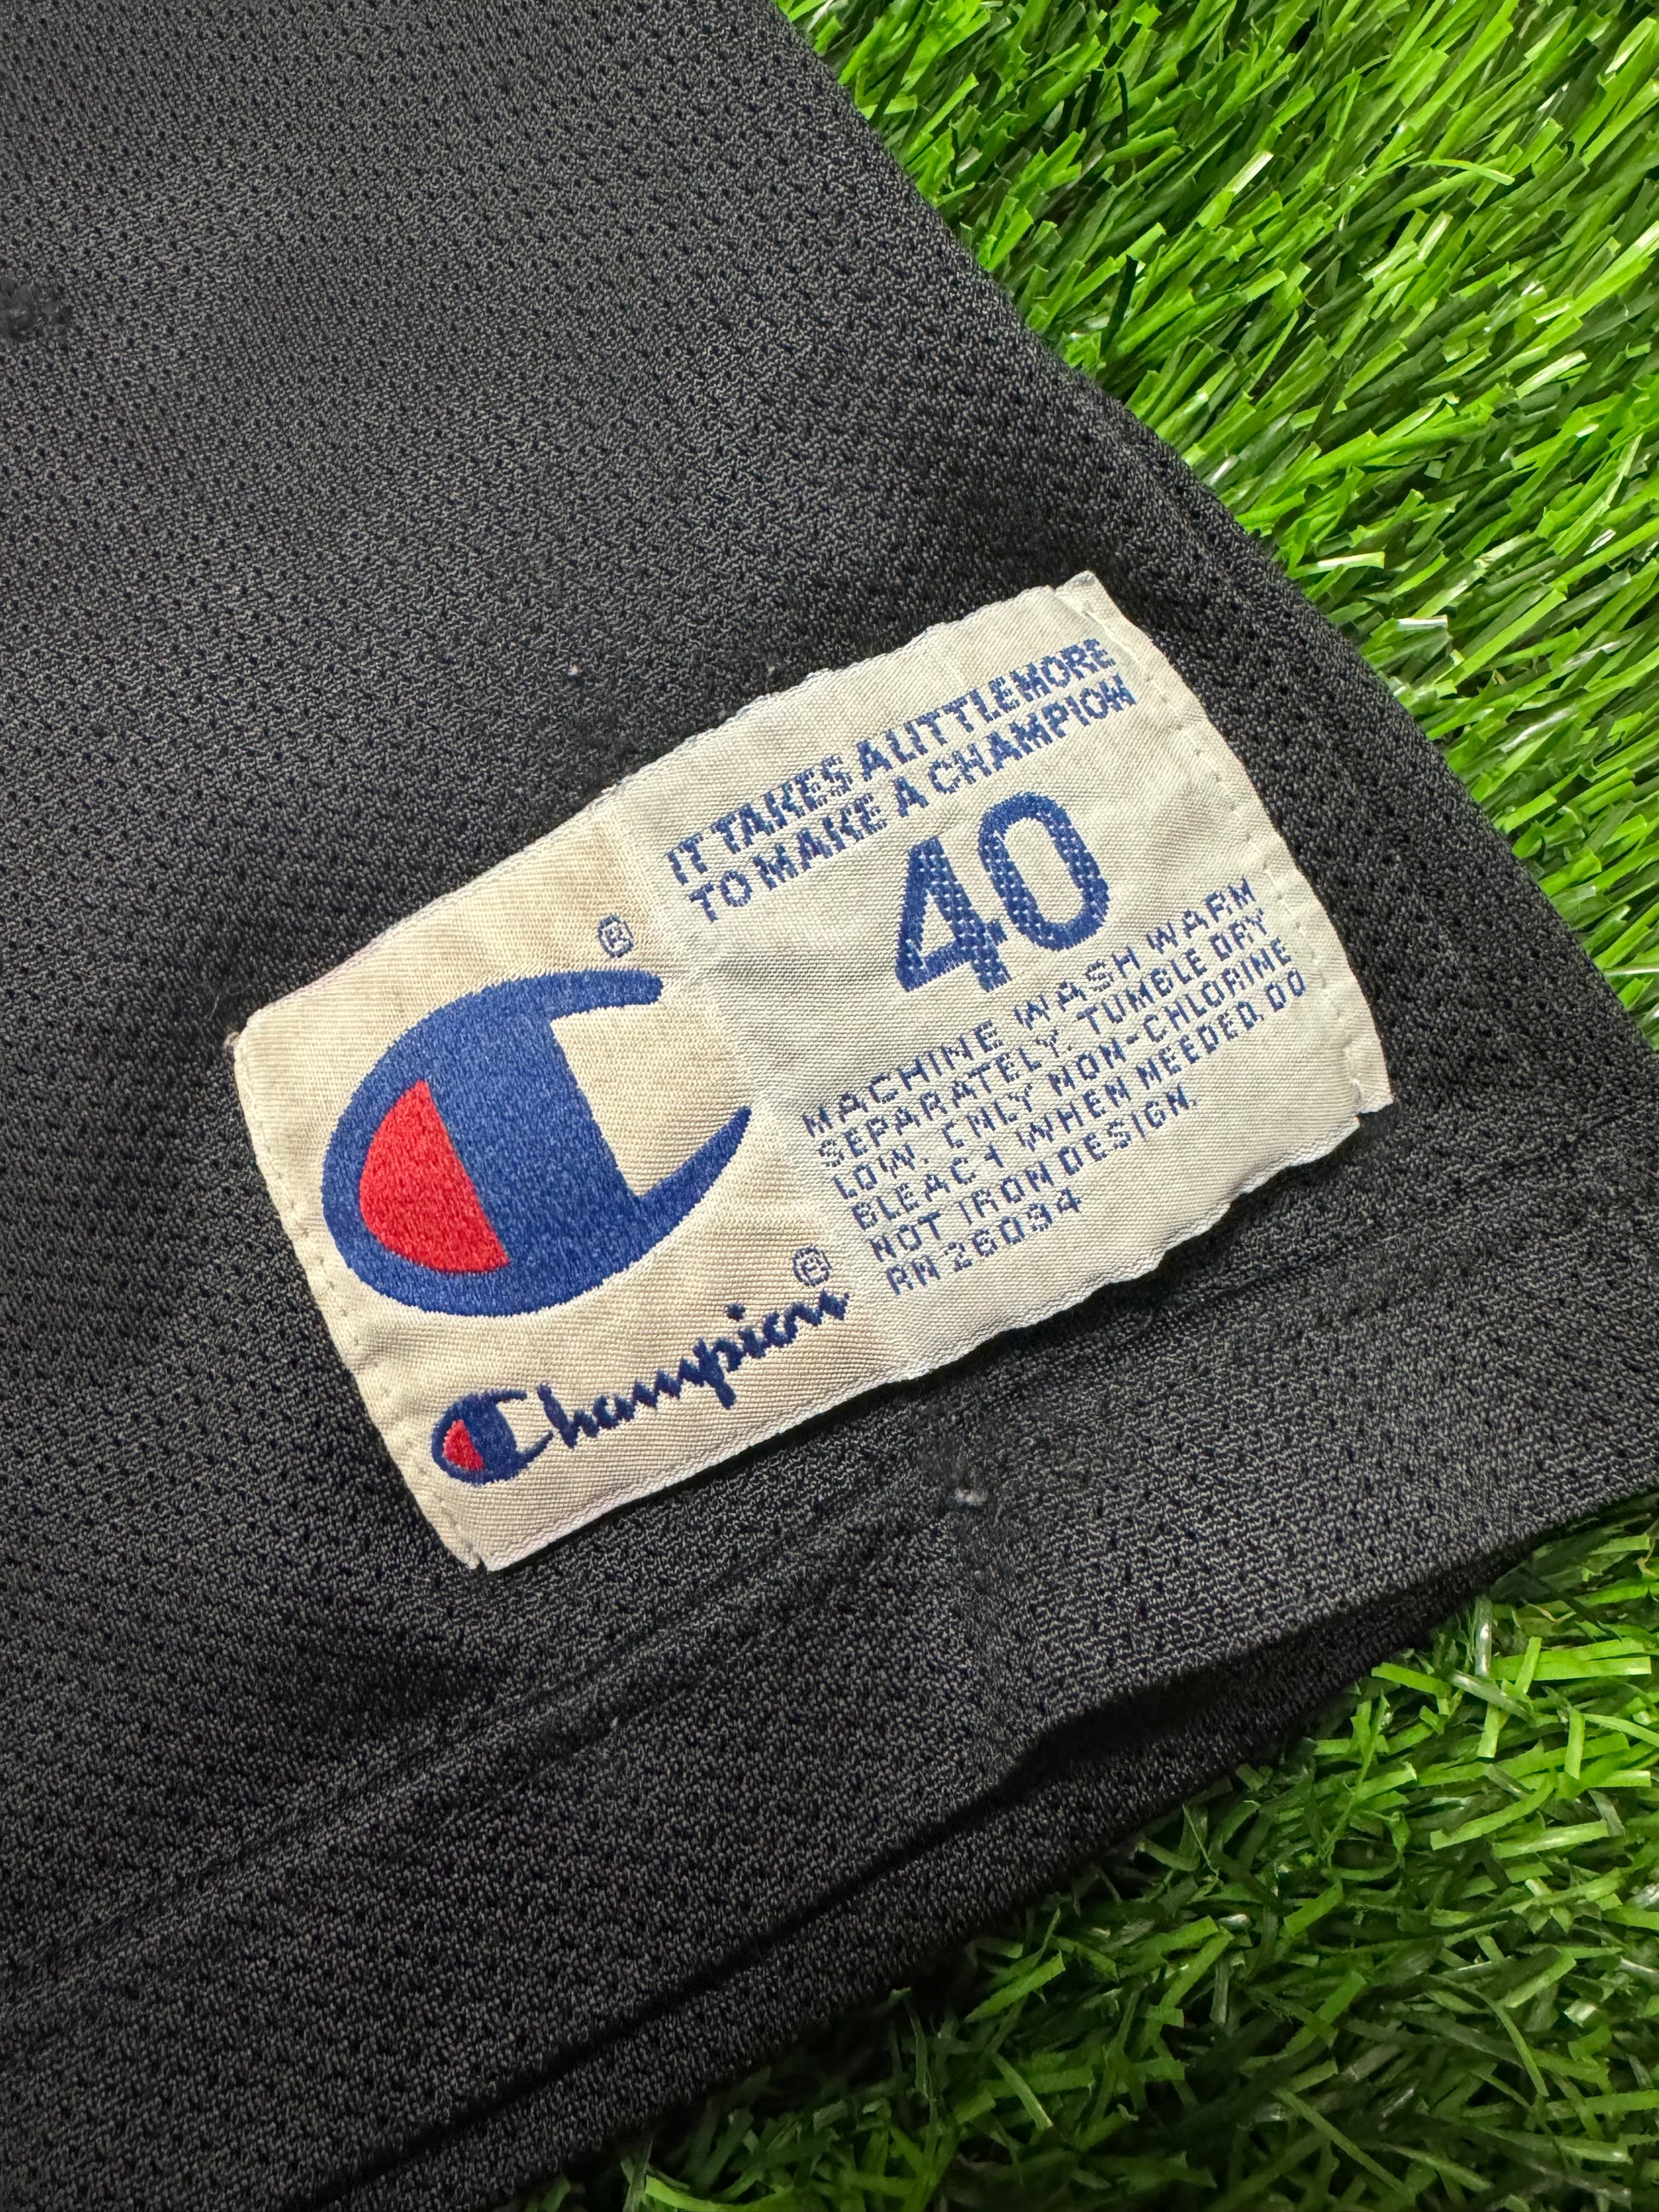 IT TAKES A LITTLE MORE
TO MAKE A CHAMPION
40
MACHINE WASH WARM
SEPARATELY. TUMBLE DRY
LOW. ONLY NON-CHLORINE
BLEACH WHEN NEEDED. DO
NOT IRON DESIGN.
RN 26094
®
Champion®